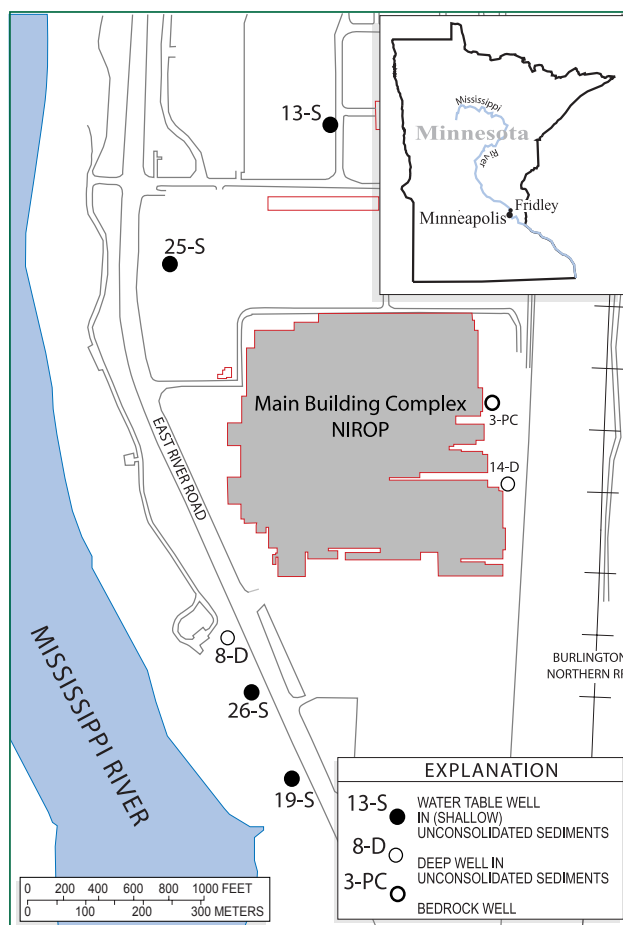 13-S
Mississippi
Minnesota
River
Fridley
Minneapolis
25-S
Main Building Complex
NIROP
3-PC
14-D
EAST RIVER ROAD
8-D
BURLINGTON
NORTHERN RR
26-S
MISSISSIPPI RIVER
19-S
EXPLANATION
13-S
WATER TABLE WELL
IN (SHALLOW)
UNCONSOLIDATED SEDIMENTS
8-D
DEEP WELL IN
UNCONSOLIDATED SEDIMENTS
3-PC
BEDROCK WELL
0 200 400 600 800 1000 FEET
0 100 200 300 METERS